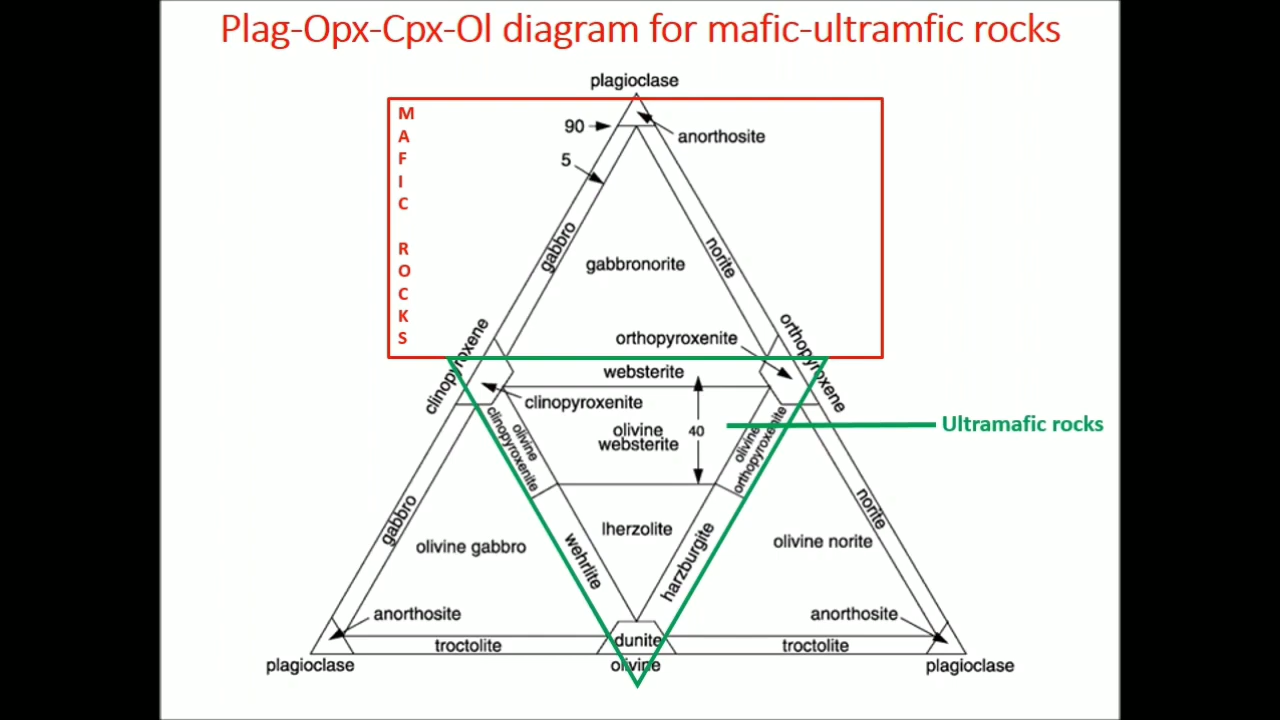 Plag-Opx-Cpx-Ol diagram for mafic-ultramfic rocks
plagioclase
MAFIC ROCKS
90
anorthosite
5
gabbro
norite
gabbronorite
clinopyroxene
orthopyroxenite
orthopyroxene
websterite
clinopyroxenite
olivine
websterite
40
olivine
clinopyroxenite
olivine
orthopyroxenite
Ultramafic rocks
gabbro
norite
lherzolite
olivine gabbro
olivine norite
wehrlite
harzburgite
anorthosite
anorthosite
troctolite
dunite
troctolite
plagioclase
olivine
plagioclase